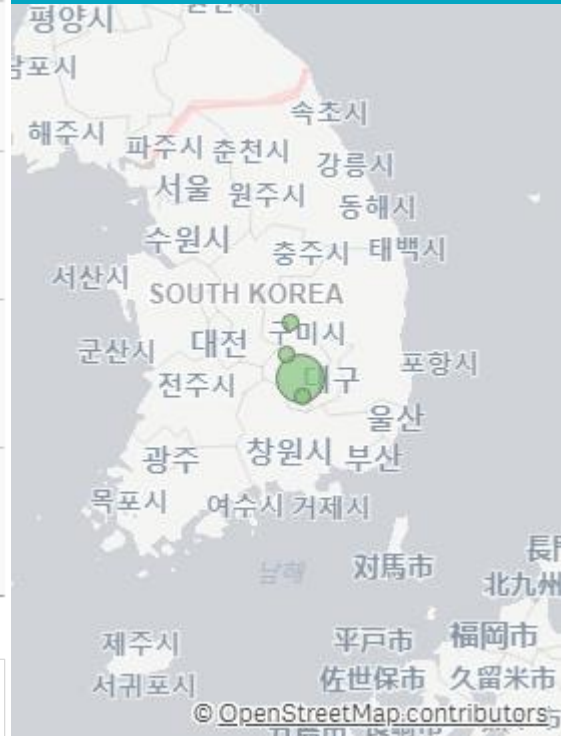 평양시
해주시
속초시
파주시
춘천시
강릉시
서울
원주시
동해시
수원시
충주시
태백시
서산시
SOUTH KOREA
구미시
대전
군산시
포항시
대구
전주시
울산
창원시
부산
광주
목포시
여수시
거제시
남해
対馬市
北九州
平戸市
福岡市
제주시
佐世保市
久留米市
서귀포시
© OpenStreetMap contributors